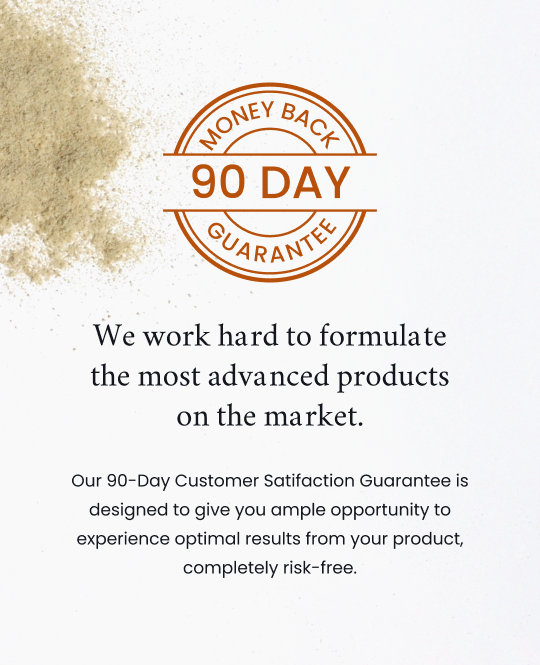 MONEY BACK
90 DAY
GUARANTEE
We work hard to formulate
the most advanced products
on the market.
Our 90-Day Customer Satifaction Guarantee is
designed to give you ample opportunity to
experience optimal results from your product,
completely risk-free.